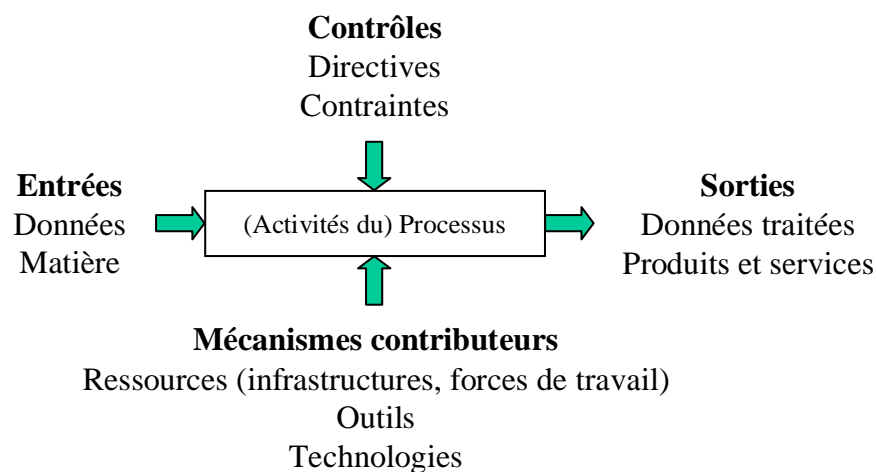 Contrôles
Directives
Contraintes
Entrées
Données
Matière
(Activités du) Processus
Sorties
Données traitées
Produits et services
Mécanismes contributeurs
Ressources (infrastructures, forces de travail)
Outils
Technologies